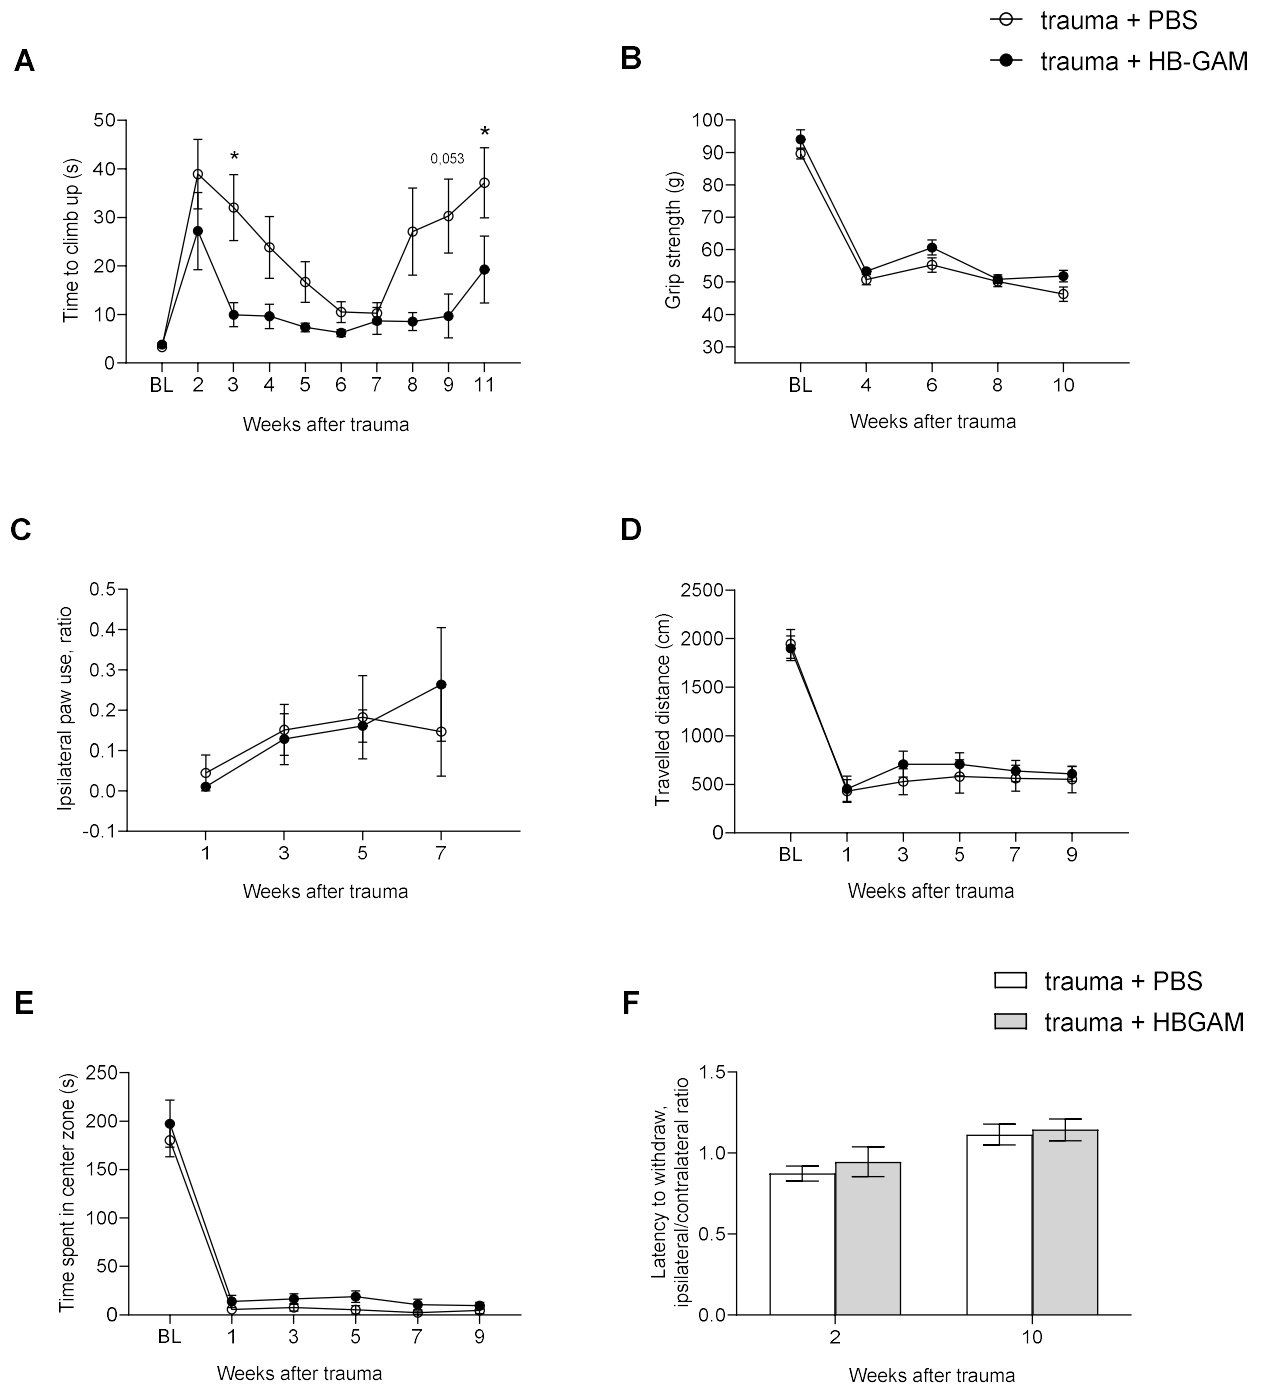 trauma + PBS
trauma + HB-GAM
A
Time to climb up (s)
50
40
30
20
10
0
*
0,053
*
BL 2 3 4 5 6 7 8 9 11
Weeks after trauma
B
Grip strength (g)
100
90
80
70
60
50
40
30
BL 4 6 8 10
Weeks after trauma
C
Ipsilateral paw use, ratio
0.5
0.4
0.3
0.2
0.1
0.0
-0.1
1 3 5 7
Weeks after trauma
D
Travelled distance (cm)
2500
2000
1500
1000
500
0
BL 1 3 5 7 9
Weeks after trauma
E
Time spent in center zone (s)
250
200
150
100
50
0
BL 1 3 5 7 9
Weeks after trauma
trauma + PBS
trauma + HBGAM
F
Latency to withdraw,
ipsilateral/contralateral ratio
1.5
1.0
0.5
0.0
2 10
Weeks after trauma